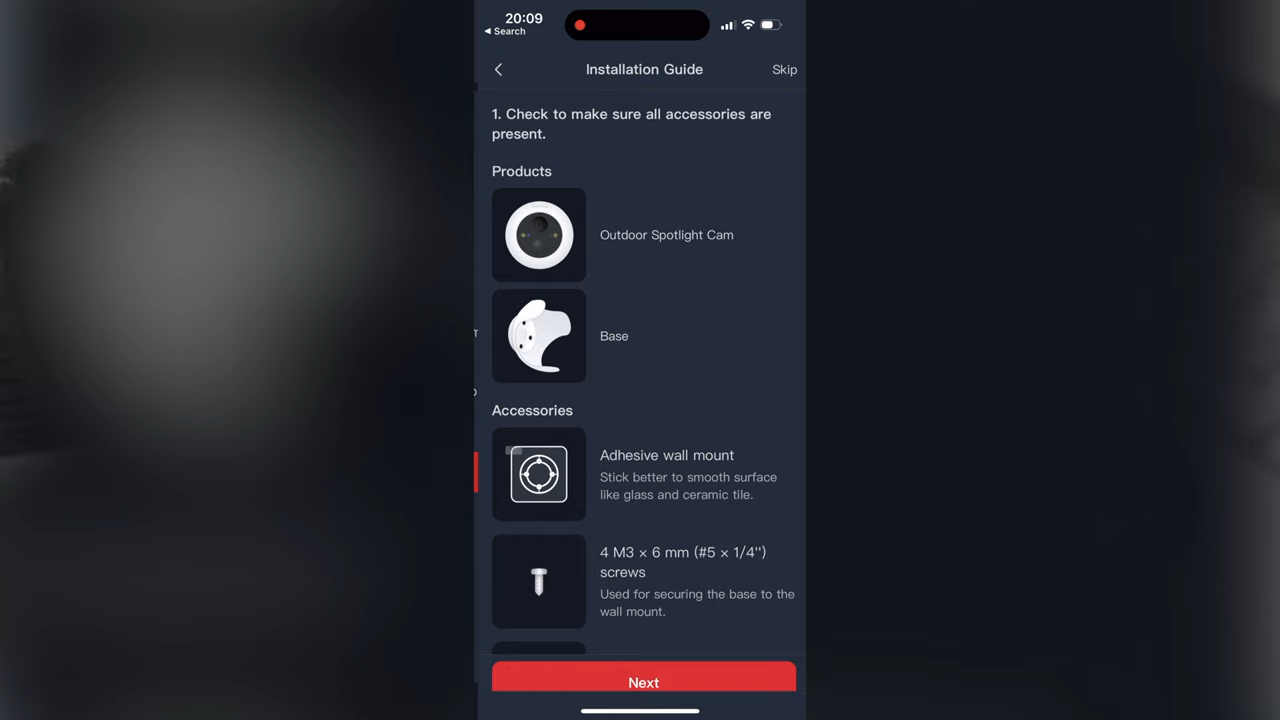 20:09
◀ Search
Installation Guide
Skip
1. Check to make sure all accessories are
present.
Products
Outdoor Spotlight Cam
Base
Accessories
Adhesive wall mount
Stick better to smooth surface
like glass and ceramic tile.
4 M3 × 6 mm (#5 × 1/4'')
screws
Used for securing the base to the
wall mount.
Next